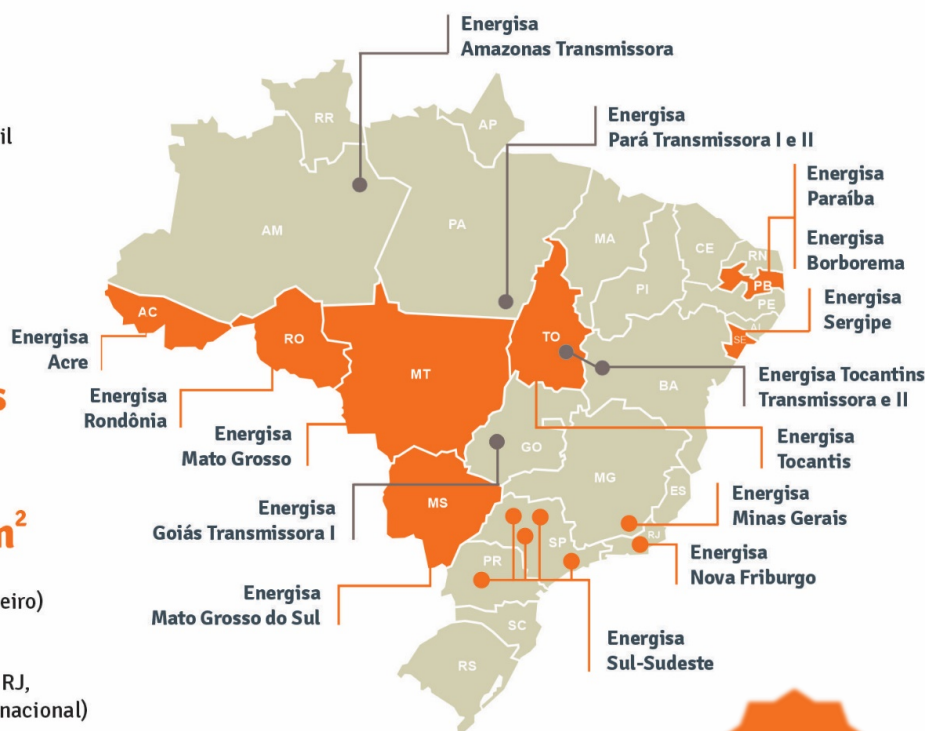 Energisa
Amazonas Transmissora
il
RR
AP
Energisa
Pará Transmissora I e II
Energisa
Paraíba
AM
PA
MA
CE
RN
Energisa
Borborema
PB
PI
PE
AC
AL
Energisa
Sergipe
RO
TO
SE
Energisa
Acre
MT
BA
Energisa Tocantins
Transmissora e II
s
Energisa
Rondônia
Energisa
Mato Grosso
GO
Energisa
Tocantis
MG
ES
MS
Energisa
Minas Gerais
Energisa
Goiás Transmissora I
m²
SP
RJ
Energisa
Nova Friburgo
PR
eiro)
Energisa
Mato Grosso do Sul
SC
Energisa
Sul-Sudeste
RS
RJ,
nacional)